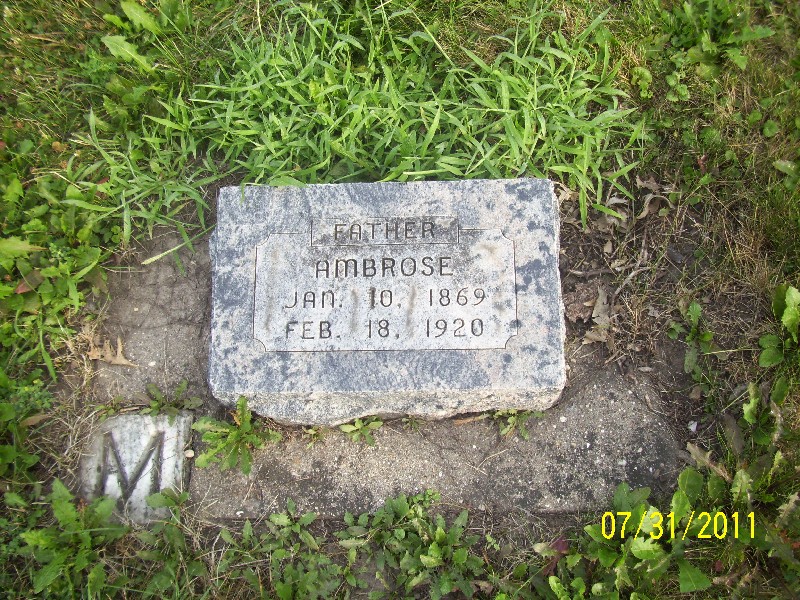 FATHER
AMBROSE
JAN. 10, 1869
FEB. 18, 1920
M
07/31/2011